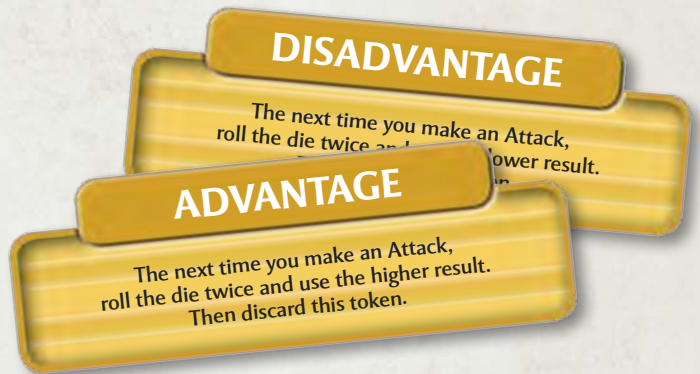 DISADVANTAGE
The next time you make an Attack,
roll the die twice and lower result.
ADVANTAGE
The next time you make an Attack,
roll the die twice and use the higher result.
Then discard this token.